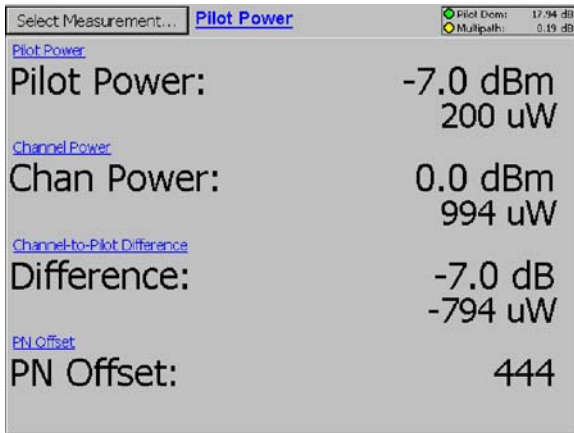 Select Measurement... Pilot Power Pilot Dom: 17.94 dB
Multipath: 0.19 dB
Pilot Power
Pilot Power: -7.0 dBm
200 uW
Channel Power
Chan Power: 0.0 dBm
994 uW
Channel-to-Pilot Difference
Difference: -7.0 dB
-794 uW
PN Offset
PN Offset: 444